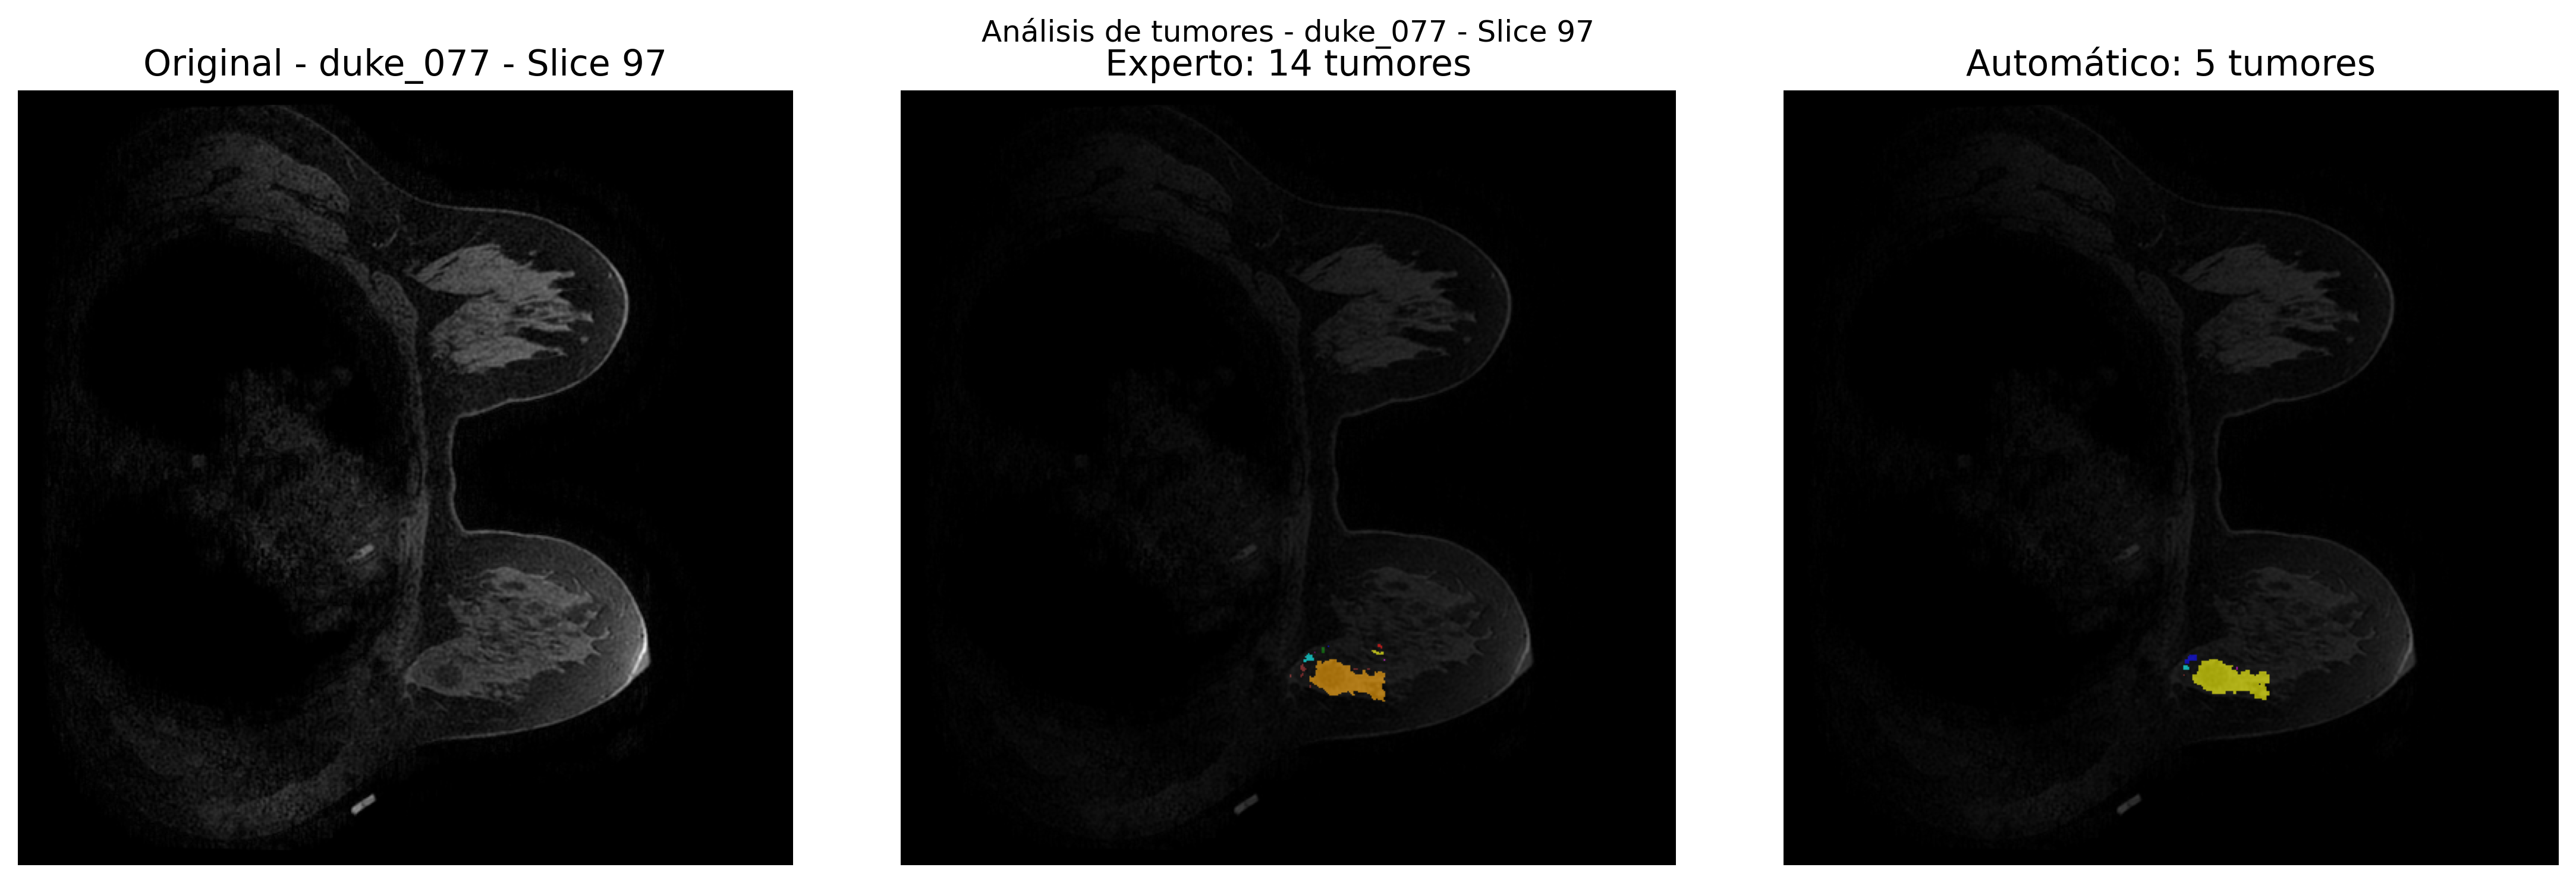 Análisis de tumores - duke_077 - Slice 97
Original - duke_077 - Slice 97
Experto: 14 tumores
Automático: 5 tumores